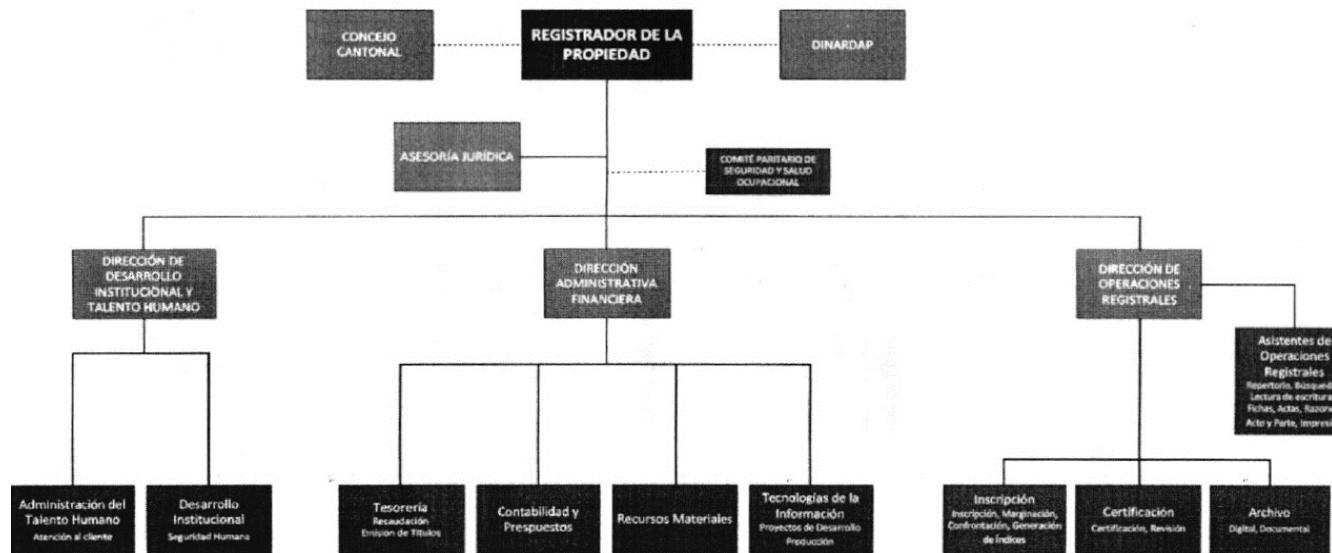 CONCEJO
CANTONAL
REGISTRADOR DE LA
PROPIEDAD
DINARDAP
ASESORÍA JURÍDICA
COMITÉ PARITARIO DE
SEGURIDAD Y SALUD
OCUPACIONAL
DIRECCIÓN DE
DESARROLLO
INSTITUCIONAL Y
TALENTO HUMANO
DIRECCIÓN
ADMINISTRATIVA
FINANCIERA
DIRECCIÓN DE
OPERACIONES
REGISTRALES
Asistentes de
Operaciones
Registrales
Repertorio, Búsqued
Lectura de escritura
Fichas, Actas, Razone
Acto y Parte, Impresi
Administración del
Talento Humano
Atención al cliente
Desarrollo
Institucional
Seguridad Humana
Tesorería
Recaudación
Emisión de Títulos
Contabilidad y
Prespuestos
Recursos Materiales
Tecnologías de la
Información
Proyectos de Desarrollo
Producción
Inscripción
Inscripción, Marginación,
Confrontación, Generación
de Índices
Certificación
Certificación, Revisión
Archivo
Digital, Documental